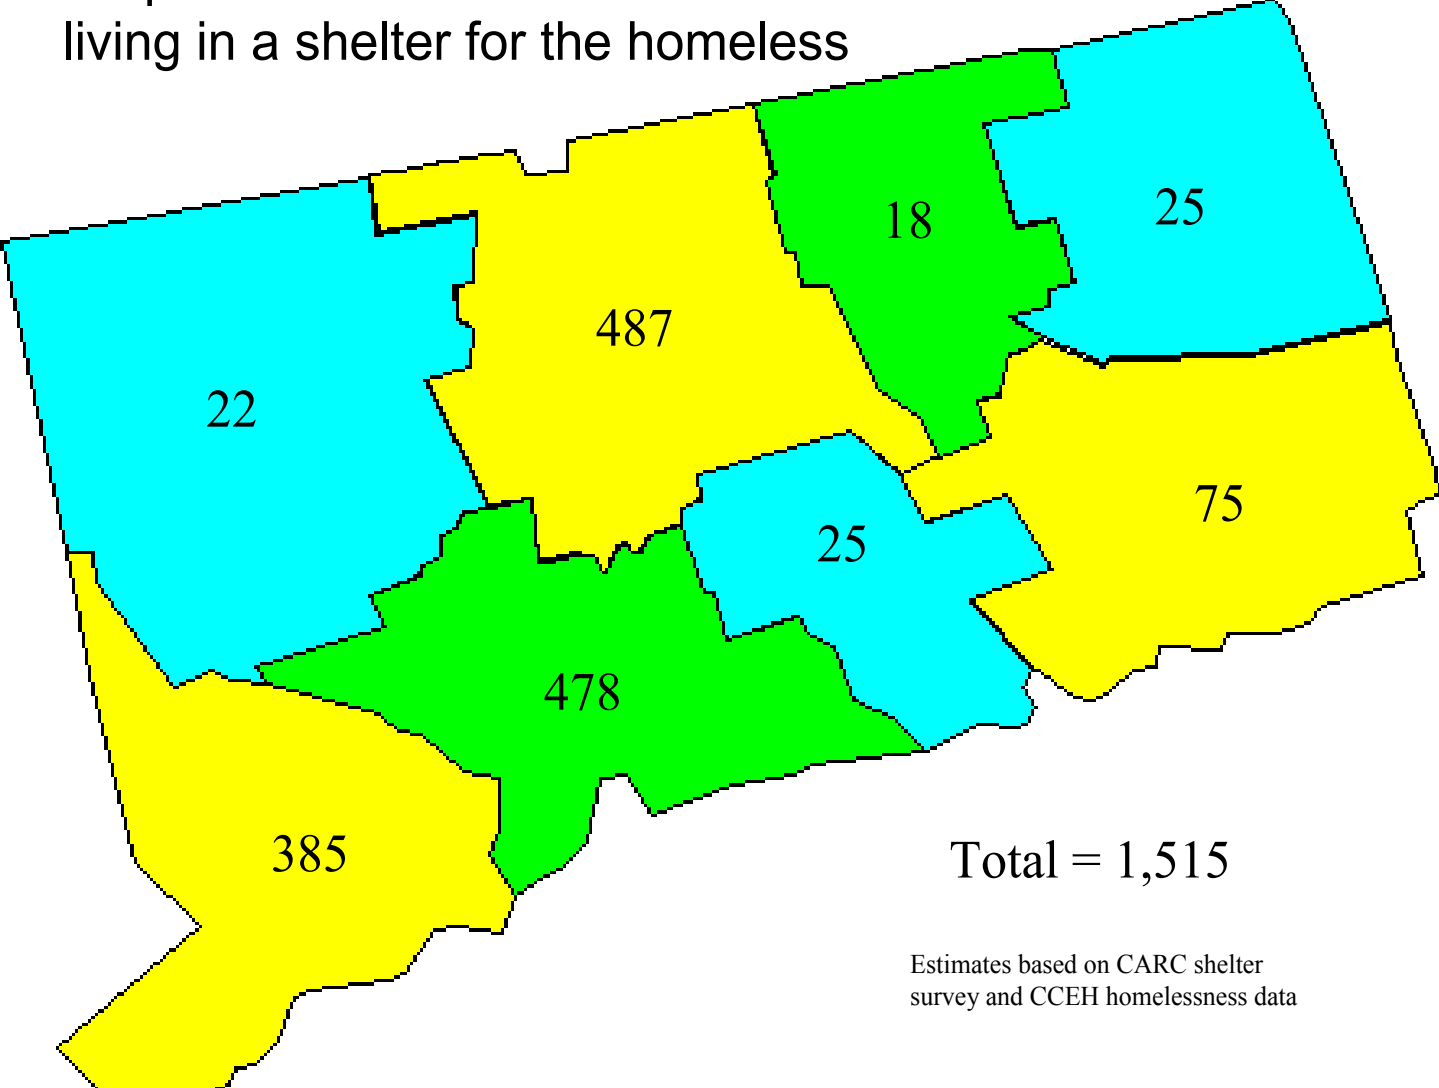 living in a shelter for the homeless
18
25
487
22
75
25
478
385
Total = 1,515
Estimates based on CARC shelter
survey and CCEH homelessness data